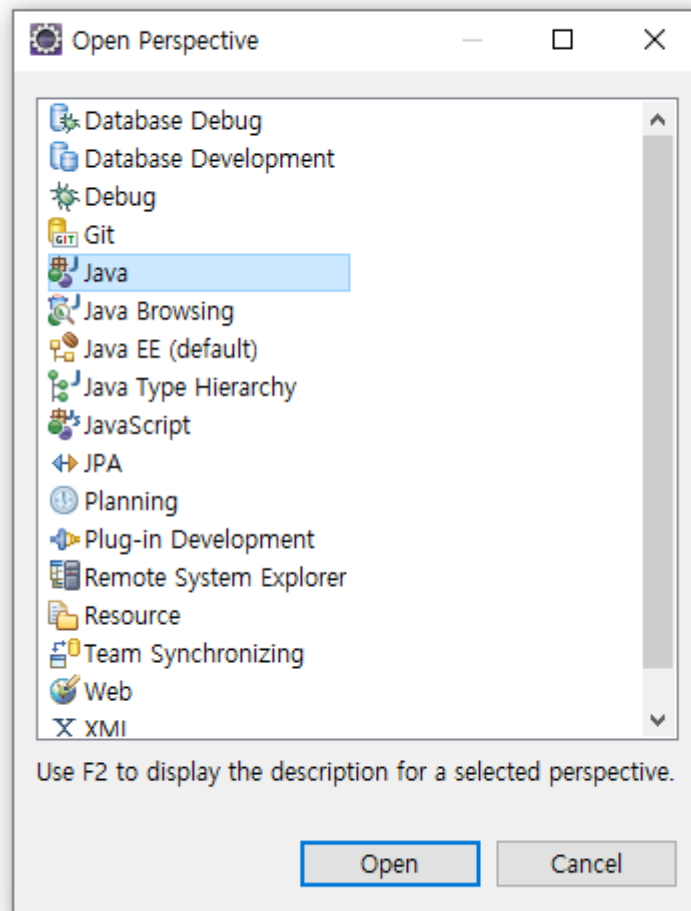 Open Perspective
Database Debug
Database Development
Debug
GIT Git
J Java
J Java Browsing
Java EE (default)
J Java Type Hierarchy
JavaScript
JPA
Planning
Plug-in Development
Remote System Explorer
Resource
Team Synchronizing
Web
X XML
Use F2 to display the description for a selected perspective.
Open
Cancel